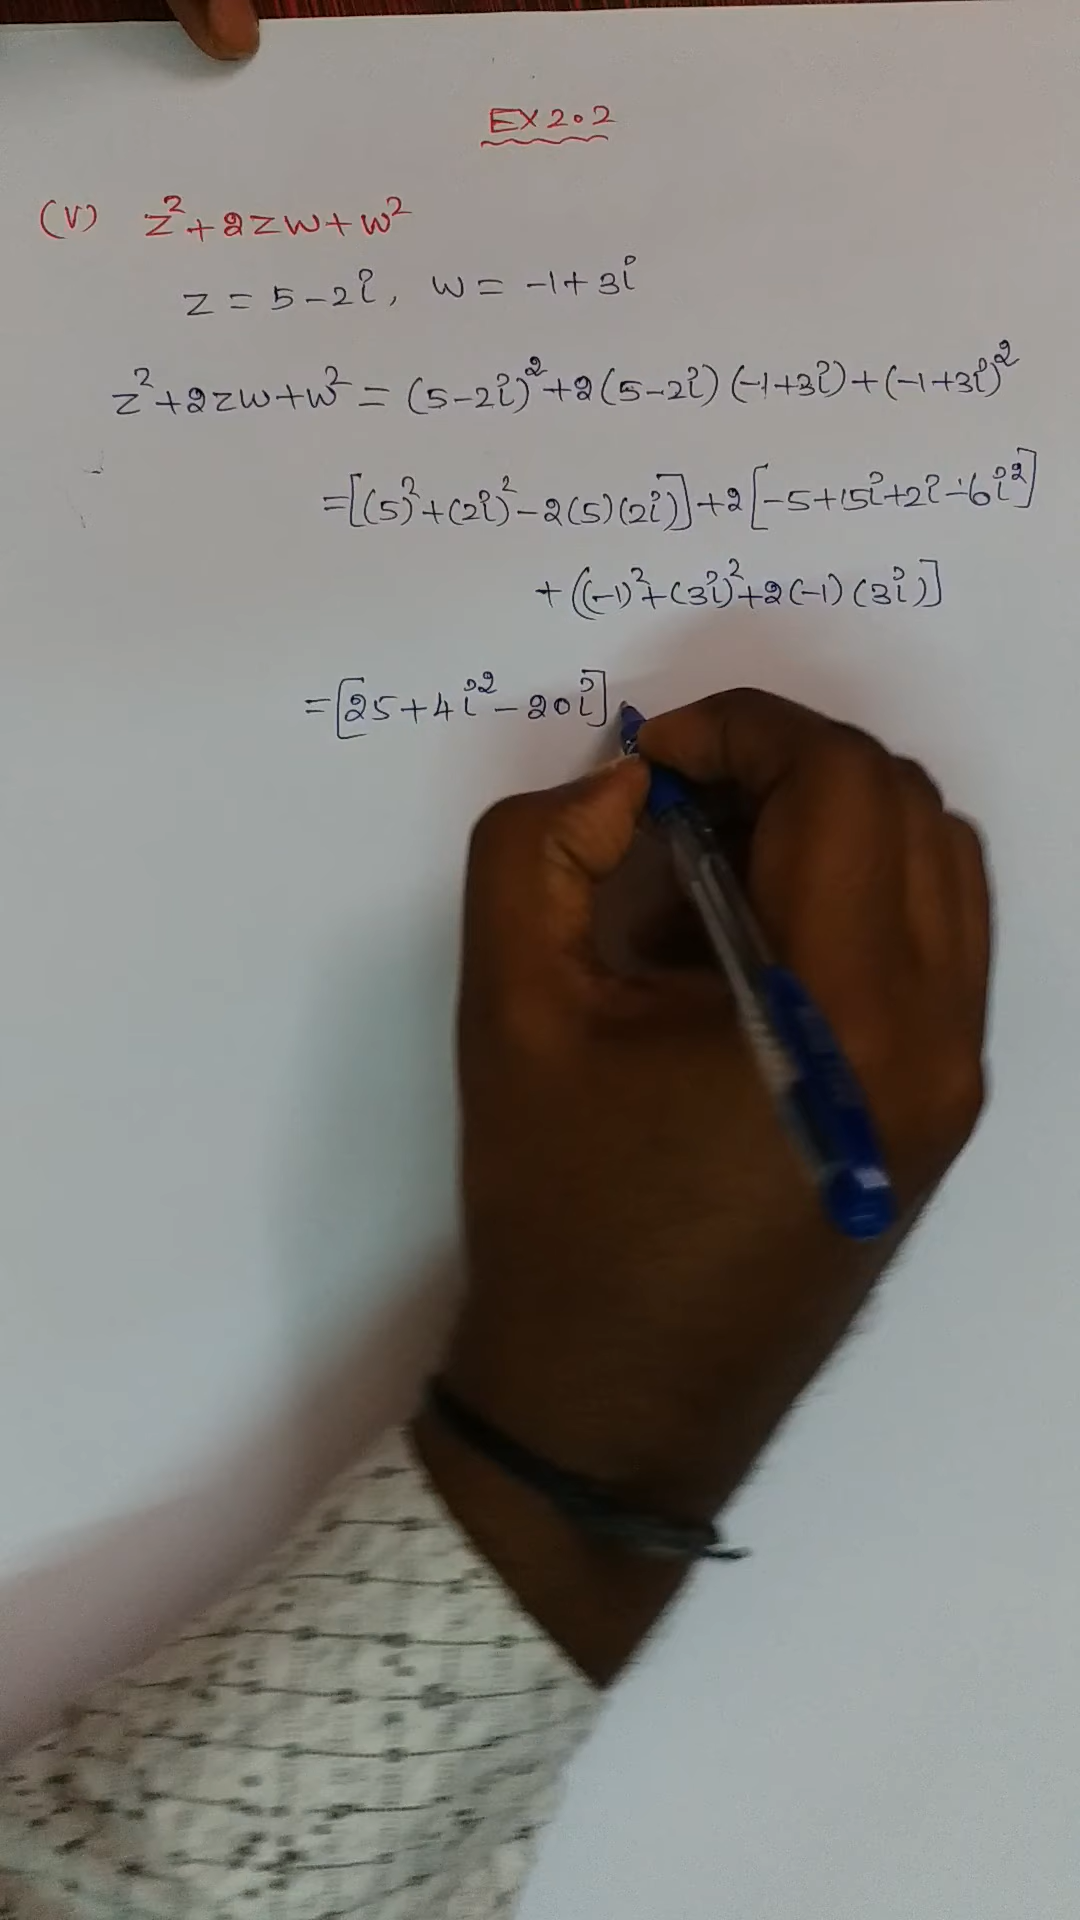 EX 2.2
(V) z²+2zw+w²
z = 5-2i, w = -1+3i
z²+2zw+w² = (5-2i)²+2(5-2i)(-1+3i)+(-1+3i)²
=[(5)²+(2i)²-2(5)(2i)]+2[-5+15i+2i-6i²]
+((-1)²+(3i)²+2(-1)(3i)]
=[25+4i²-20i]